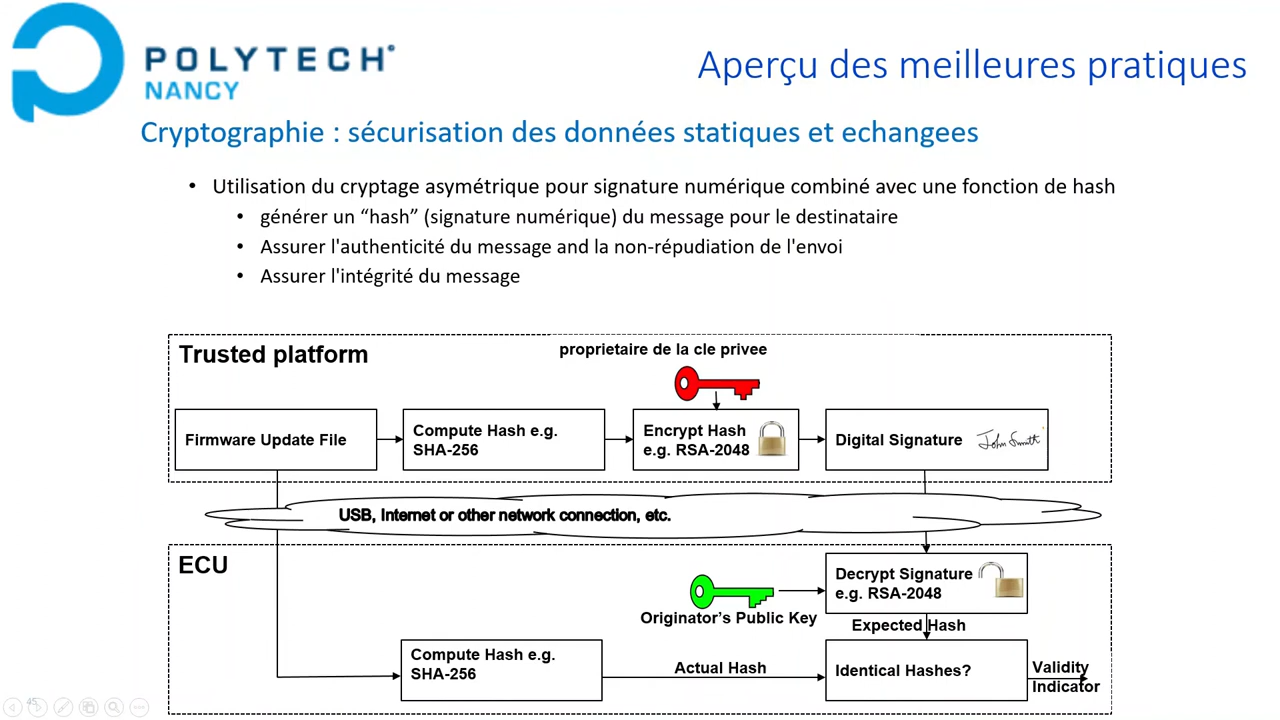 POLYTECH®
NANCY
Aperçu des meilleures pratiques
Cryptographie : sécurisation des données statiques et echangees
• Utilisation du cryptage asymétrique pour signature numérique combiné avec une fonction de hash
• générer un “hash” (signature numérique) du message pour le destinataire
• Assurer l'authenticité du message and la non-répudiation de l'envoi
• Assurer l'intégrité du message
Trusted platform
proprietaire de la cle privee
Firmware Update File
Compute Hash e.g.
SHA-256
Encrypt Hash
e.g. RSA-2048
Digital Signature
John Smith
USB, Internet or other network connection, etc.
ECU
Decrypt Signature
e.g. RSA-2048
Originator’s Public Key
Expected Hash
Compute Hash e.g.
SHA-256
Actual Hash
Identical Hashes?
Validity
Indicator
45